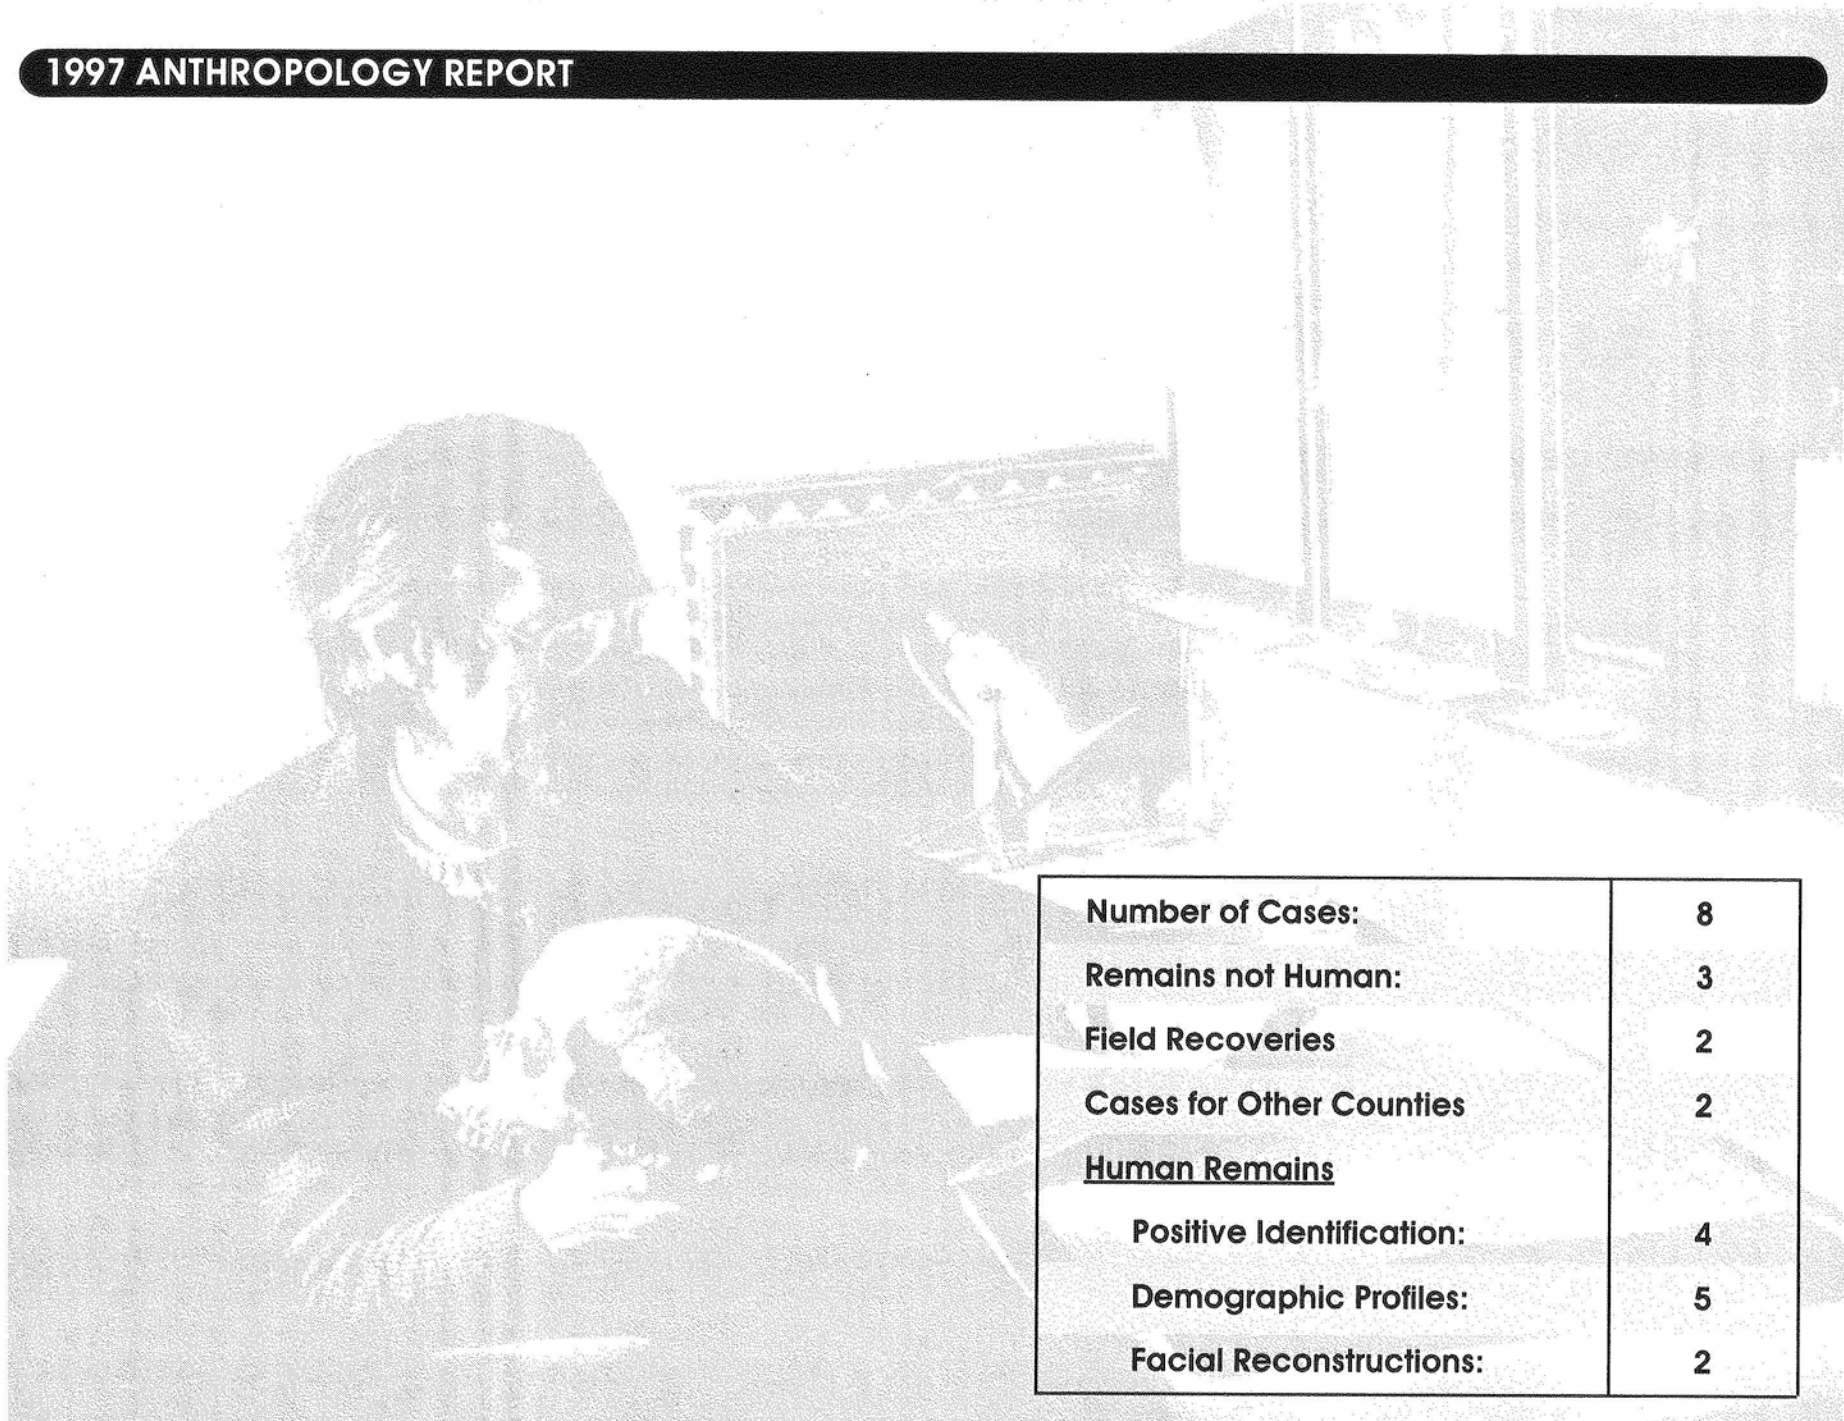 1997 ANTHROPOLOGY REPORT
Number of Cases: 8
Remains not Human: 3
Field Recoveries 2
Cases for Other Counties 2
Human Remains
Positive Identification: 4
Demographic Profiles: 5
Facial Reconstructions: 2